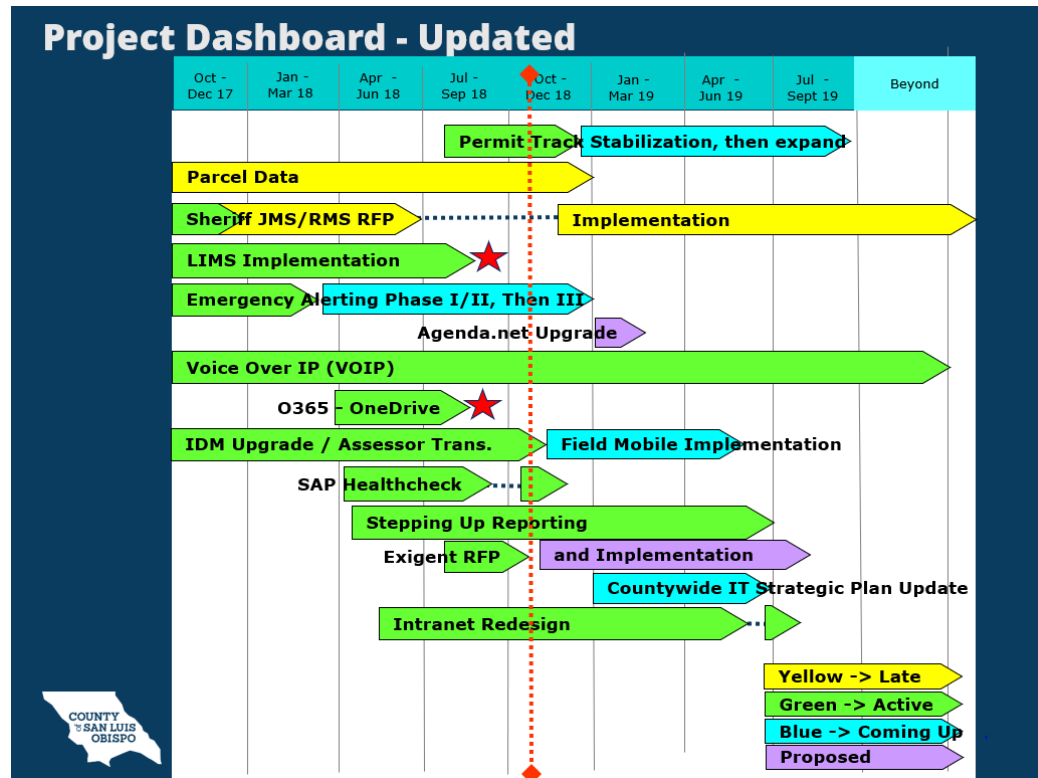 Project Dashboard - Updated
Oct -
Dec 17
Jan -
Mar 18
Apr -
Jun 18
Jul -
Sep 18
Oct -
Dec 18
Jan -
Mar 19
Apr -
Jun 19
Jul -
Sept 19
Beyond
Permit Track Stabilization, then expand
Parcel Data
Sheriff JMS/RMS RFP
Implementation
LIMS Implementation
Emergency Alerting Phase I/II, Then III
Agenda.net Upgrade
Voice Over IP (VOIP)
O365 - OneDrive
IDM Upgrade / Assessor Trans.
Field Mobile Implementation
SAP Healthcheck
Stepping Up Reporting
Exigent RFP
and Implementation
Countywide IT Strategic Plan Update
Intranet Redesign
Yellow -> Late
Green -> Active
Blue -> Coming Up
Proposed
COUNTY
OF SAN LUIS
OBISPO